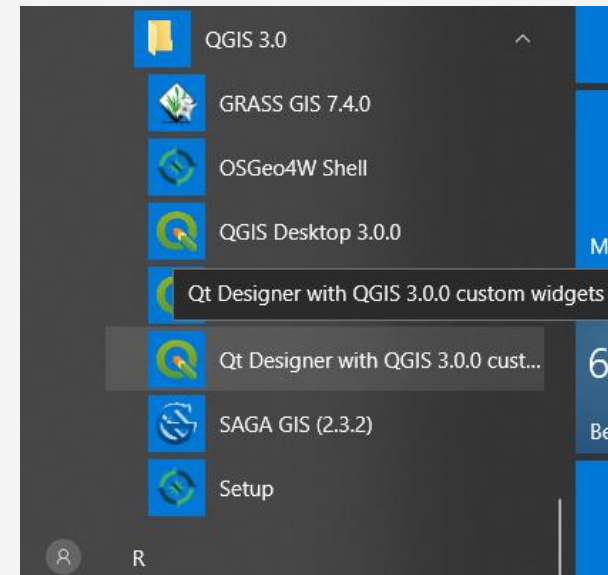 QGIS 3.0
GRASS GIS 7.4.0
OSGeo4W Shell
QGIS Desktop 3.0.0
M
Qt Designer with QGIS 3.0.0 custom widgets
Qt Designer with QGIS 3.0.0 cust...
6
SAGA GIS (2.3.2)
Be
Setup
R